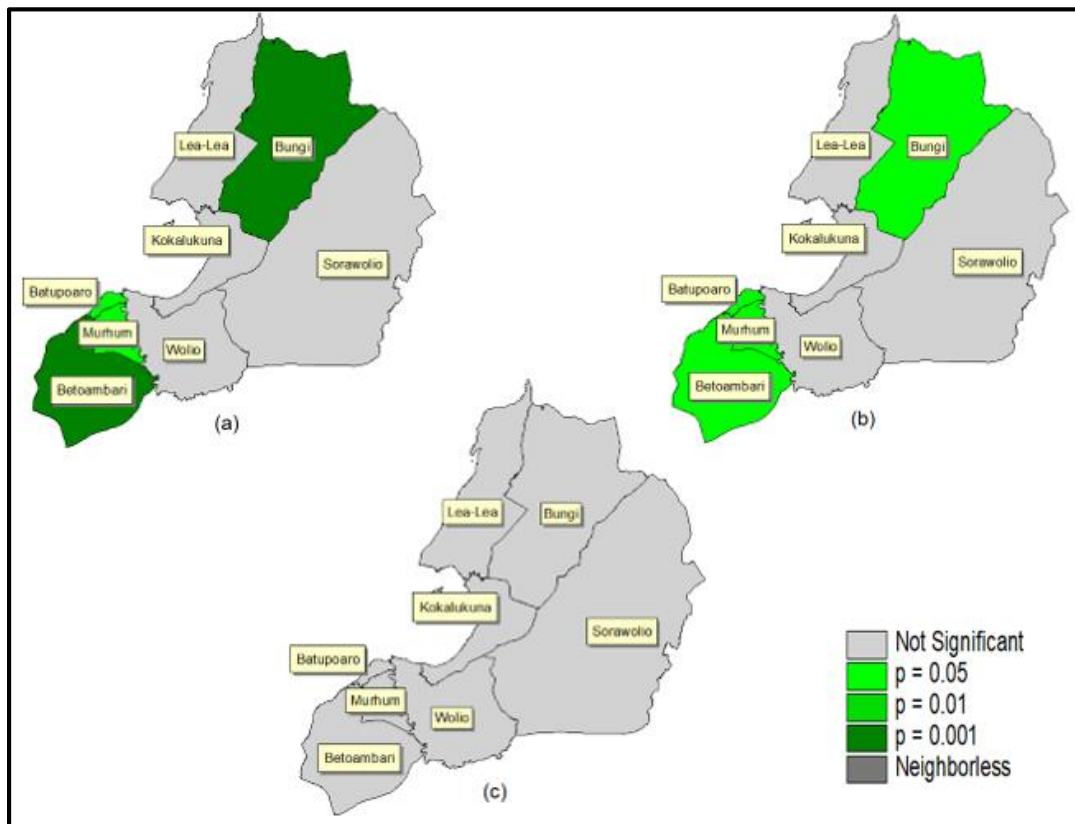 Lea-Lea
Bungi
Kokalukuna
Sorawolio
Batupoaro
Murhum
Wolio
Betoambari
(a)
Lea-Lea
Bungi
Kokalukuna
Sorawolio
Batupoaro
Murhum
Wolio
Betoambari
(b)
Lea-Lea
Bungi
Kokalukuna
Sorawolio
Batupoaro
Murhum
Wolio
Betoambari
(c)
Not Significant
p = 0.05
p = 0.01
p = 0.001
Neighborless